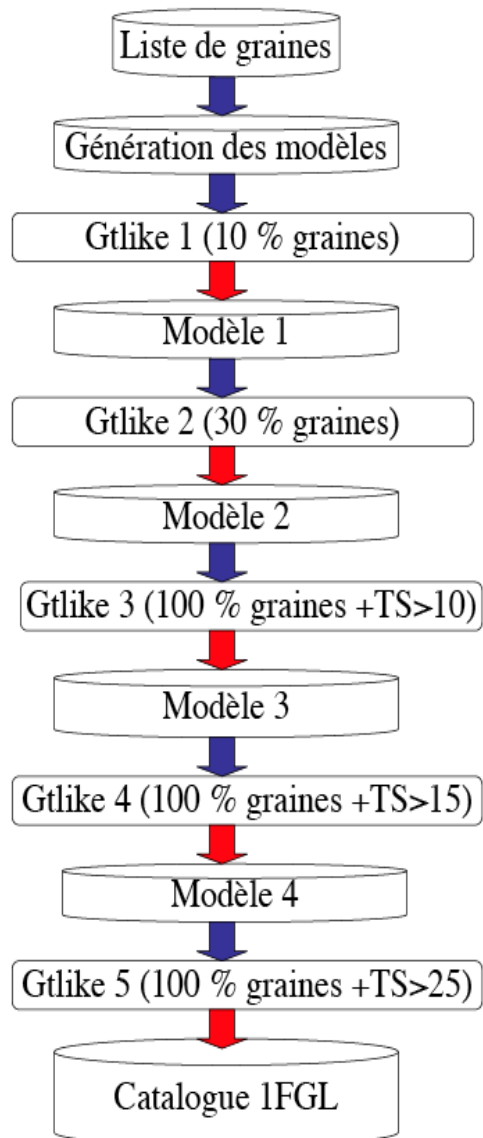 Liste de graines
Génération des modèles
Gtlike 1 (10 % graines)
Modèle 1
Gtlike 2 (30 % graines)
Modèle 2
Gtlike 3 (100 % graines +TS>10)
Modèle 3
Gtlike 4 (100 % graines +TS>15)
Modèle 4
Gtlike 5 (100 % graines +TS>25)
Catalogue 1FGL